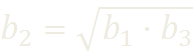 b₂ = √(b₁ · b₃)